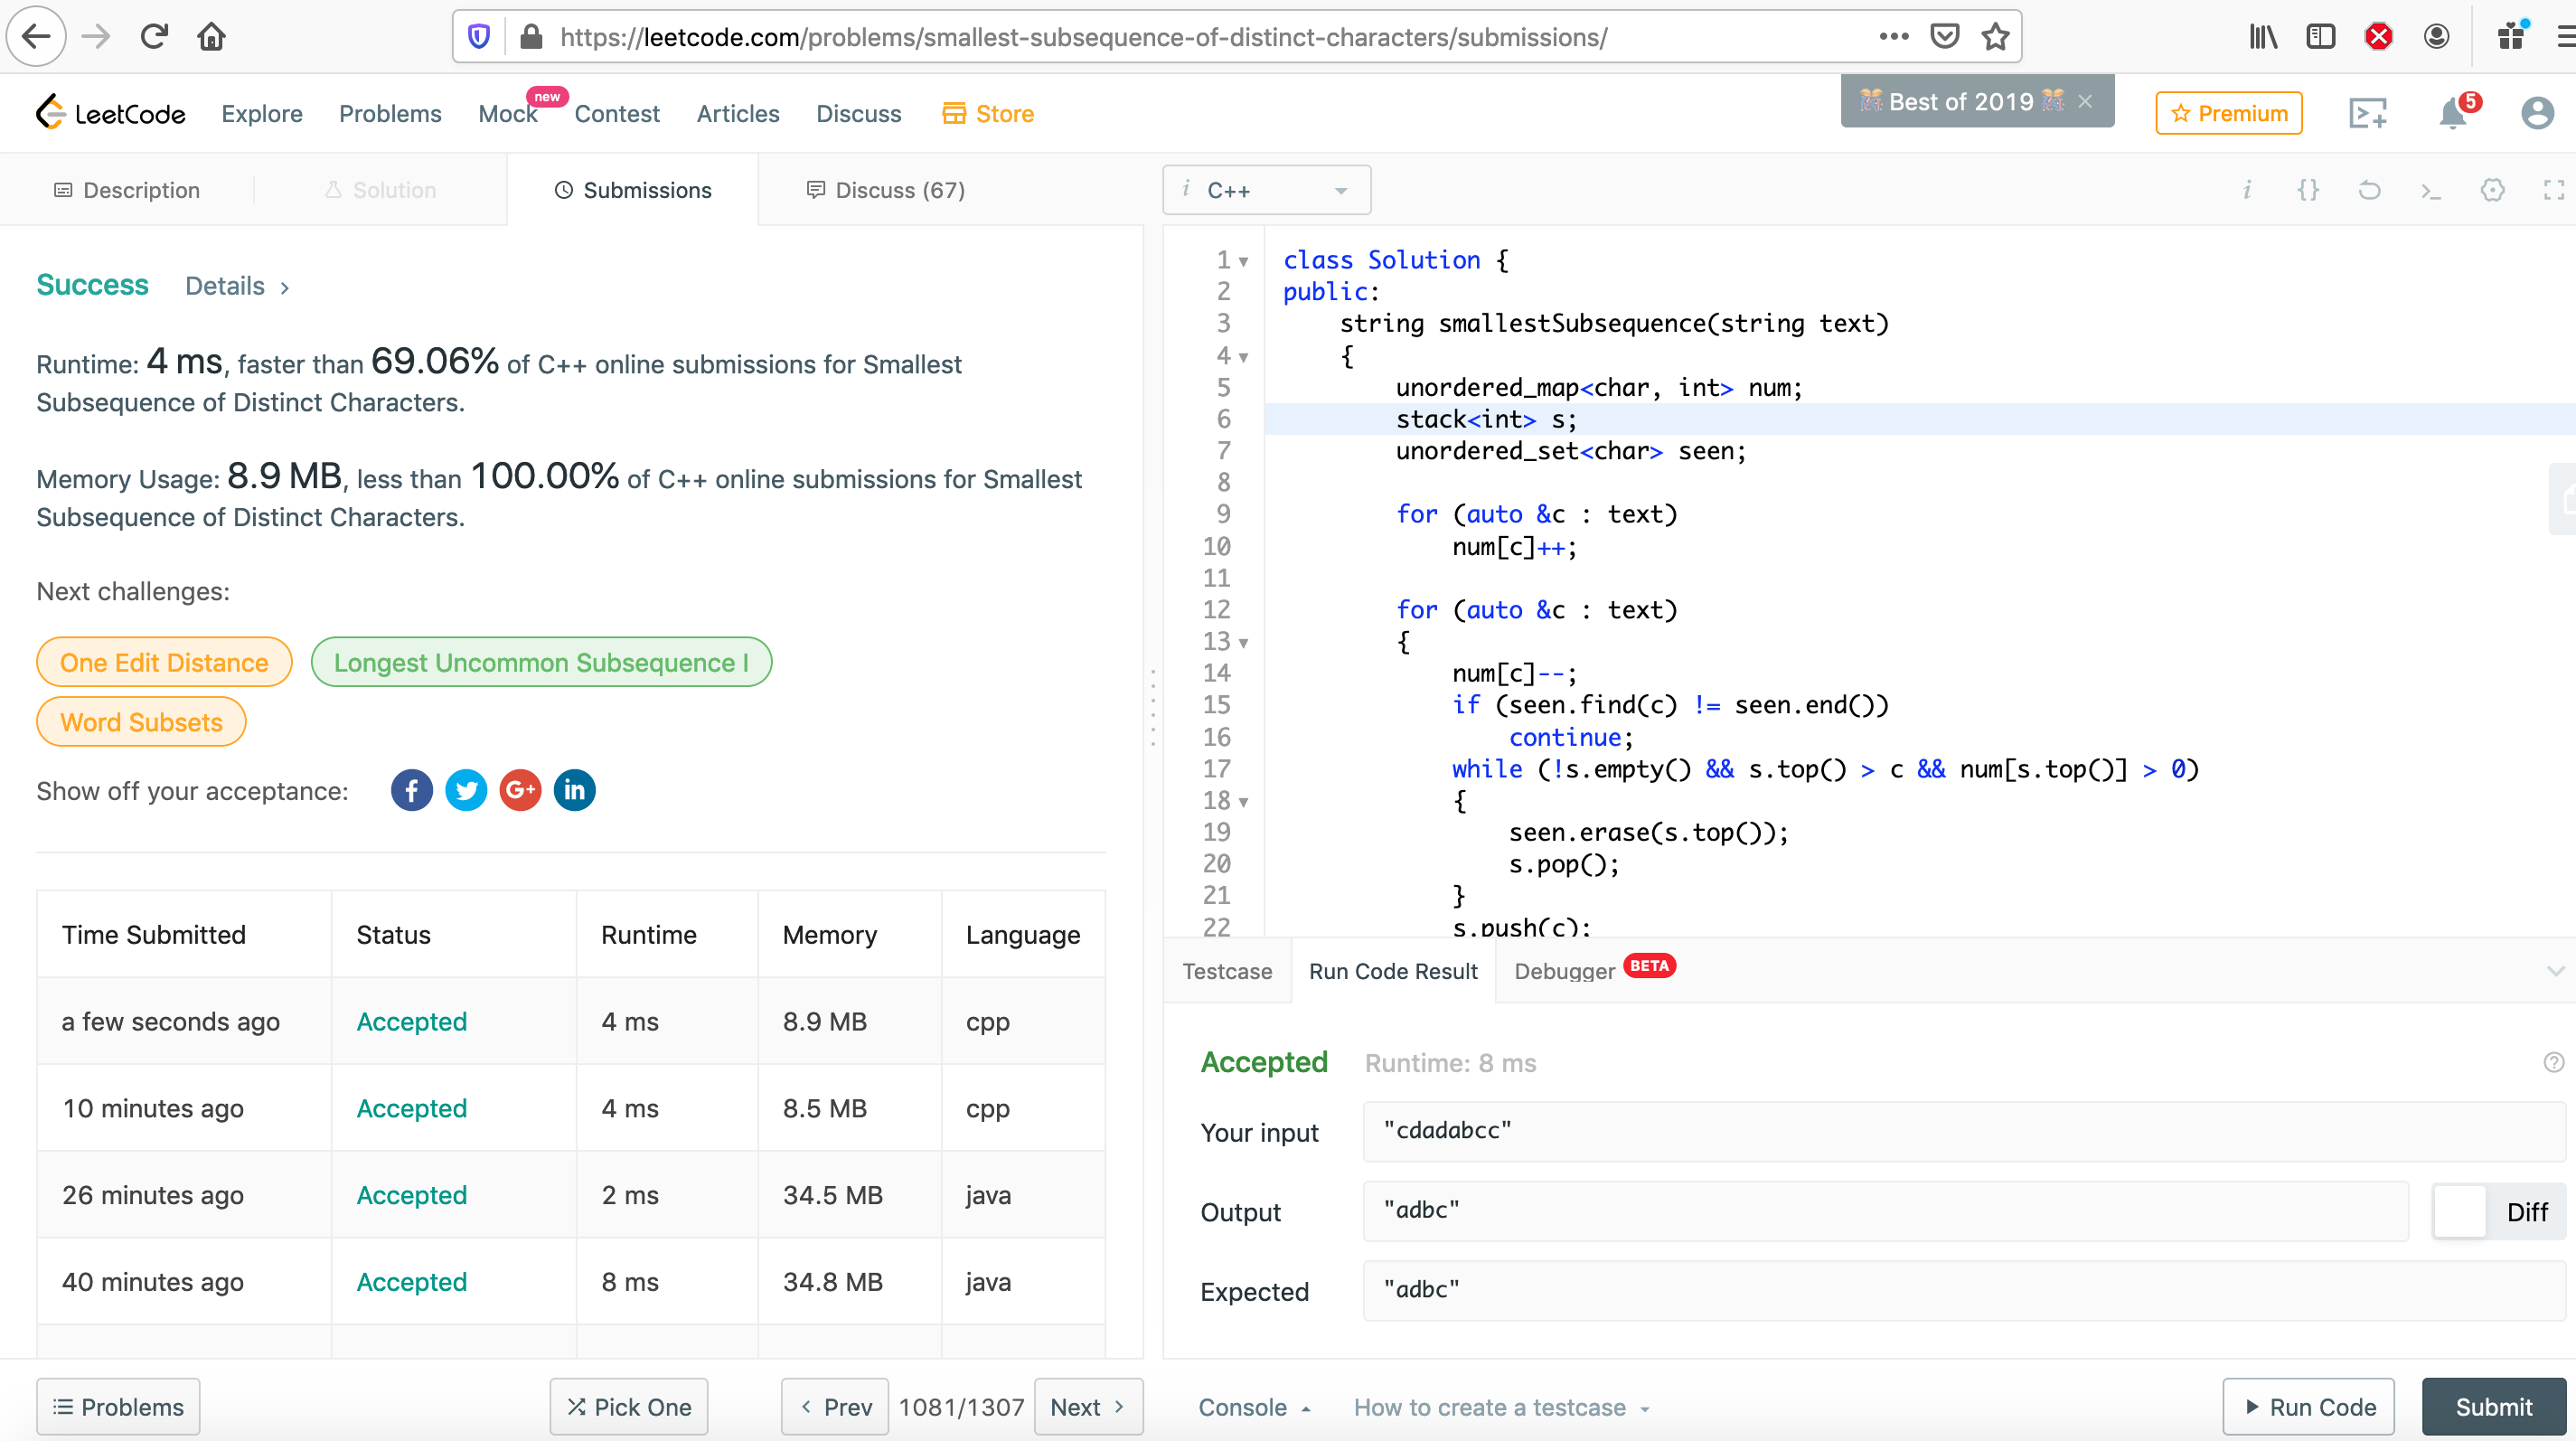 https://leetcode.com/problems/smallest-subsequence-of-distinct-characters/submissions/
LeetCode Explore Problems Mock new Contest Articles Discuss Store Best of 2019 × Premium 5
Description Solution Submissions Discuss (67) i C++ i {}
Success Details >
Runtime: 4 ms, faster than 69.06% of C++ online submissions for Smallest
Subsequence of Distinct Characters.
Memory Usage: 8.9 MB, less than 100.00% of C++ online submissions for Smallest
Subsequence of Distinct Characters.
Next challenges:
One Edit Distance Longest Uncommon Subsequence I
Word Subsets
Show off your acceptance: f G+ in
Time Submitted Status Runtime Memory Language
a few seconds ago Accepted 4 ms 8.9 MB cpp
10 minutes ago Accepted 4 ms 8.5 MB cpp
26 minutes ago Accepted 2 ms 34.5 MB java
40 minutes ago Accepted 8 ms 34.8 MB java
Problems Pick One < Prev 1081/1307 Next >
1 class Solution {
2 public:
3 string smallestSubsequence(string text)
4 {
5 unordered_map<char, int> num;
6 stack<int> s;
7 unordered_set<char> seen;
8
9 for (auto &c : text)
10 num[c]++;
11
12 for (auto &c : text)
13 {
14 num[c]--;
15 if (seen.find(c) != seen.end())
16 continue;
17 while (!s.empty() && s.top() > c && num[s.top()] > 0)
18 {
19 seen.erase(s.top());
20 s.pop();
21 }
22 s.push(c);
Testcase Run Code Result Debugger BETA
Accepted Runtime: 8 ms
Your input "cdadabcc"
Output "adbc" Diff
Expected "adbc"
Console How to create a testcase Run Code Submit